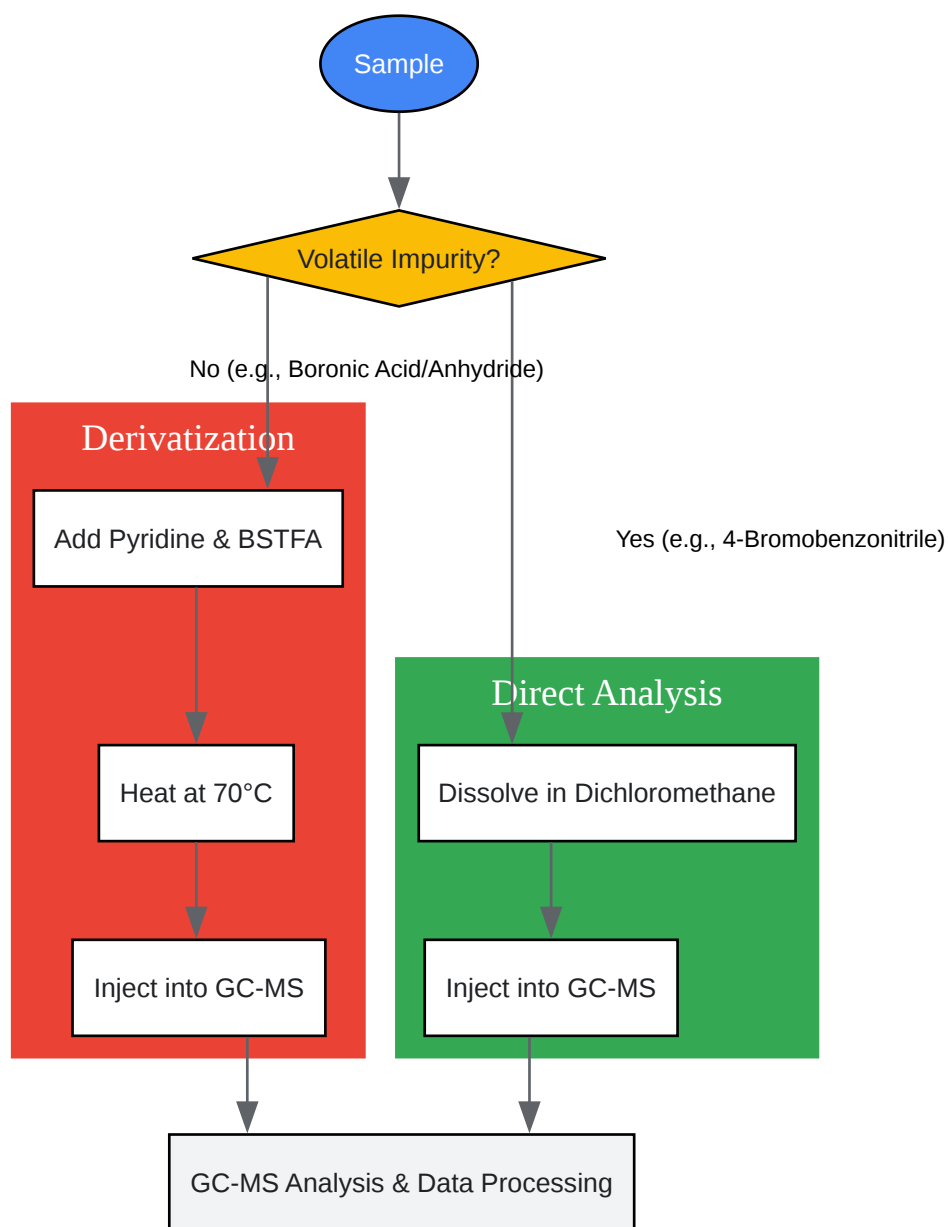 Sample
Volatile Impurity?
No (e.g., Boronic Acid/Anhydride)
Derivatization
Add Pyridine & BSTFA
Yes (e.g., 4-Bromobenzonitrile)
Direct Analysis
Heat at 70°C
Dissolve in Dichloromethane
Inject into GC-MS
Inject into GC-MS
GC-MS Analysis & Data Processing